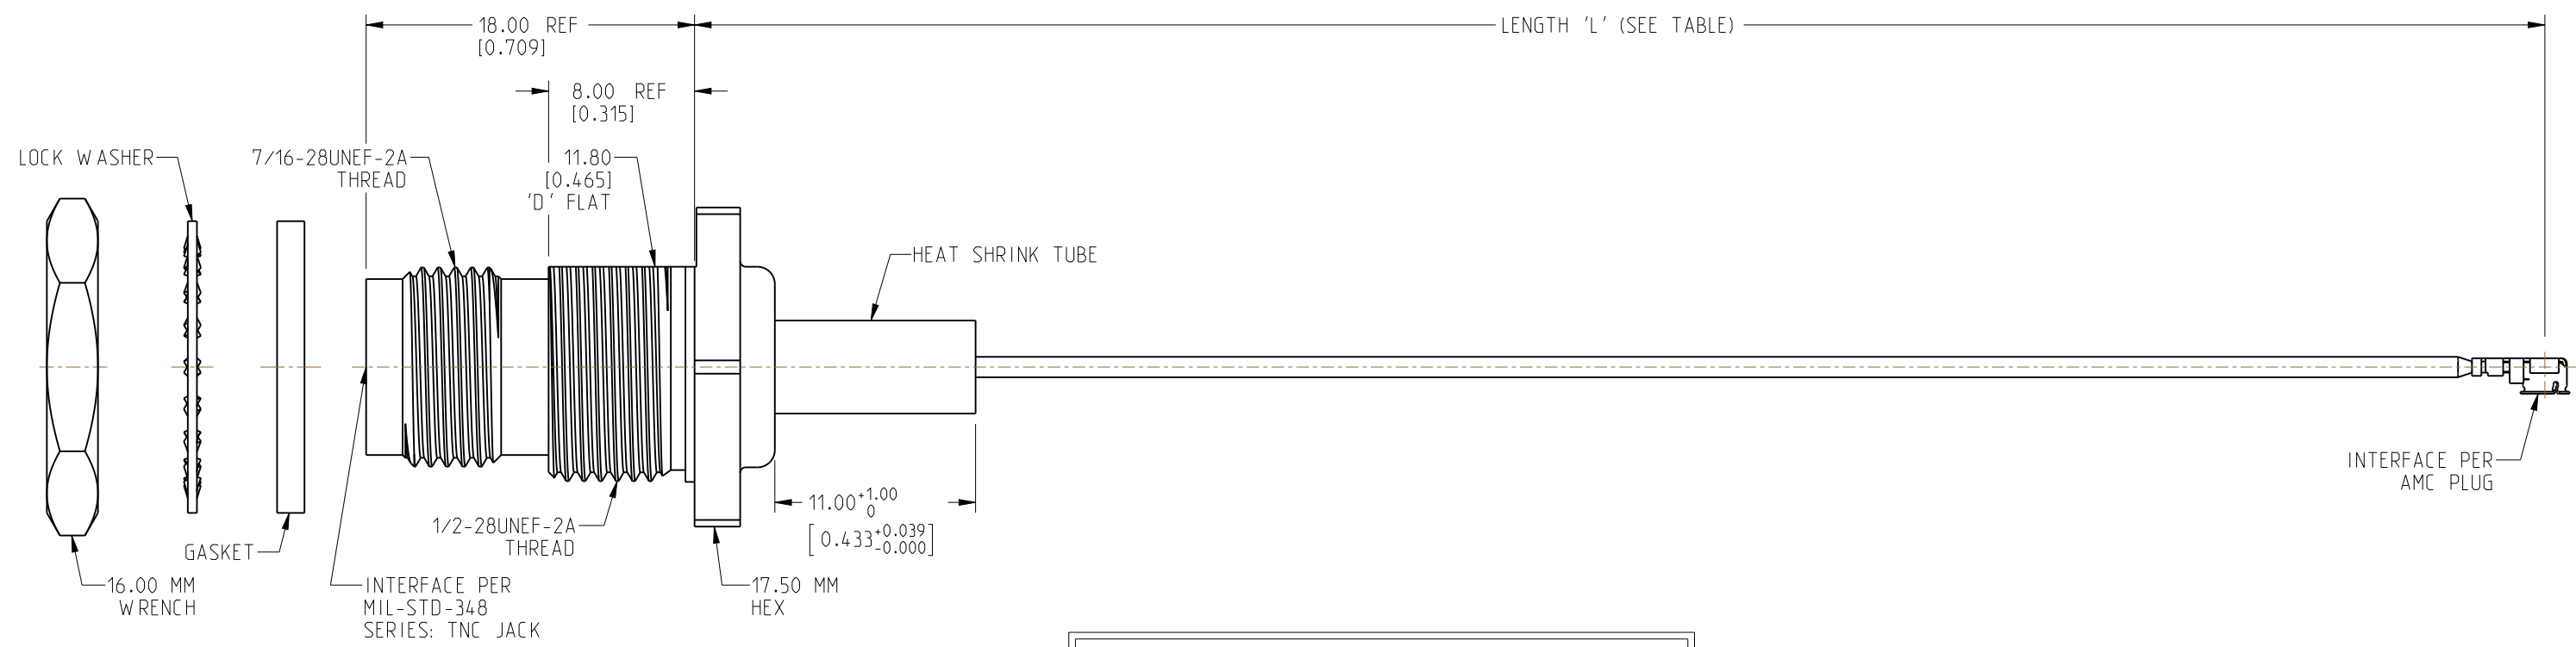 18.00 REF
[0.709]
LENGTH 'L' (SEE TABLE)
8.00 REF
[0.315]
LOCK WASHER
7/16-28UNEF-2A
THREAD
11.80
[0.465]
'D' FLAT
HEAT SHRINK TUBE
INTERFACE PER
AMC PLUG
11.00 +1.00
0
[0.433 +0.039
-0.000]
1/2-28UNEF-2A
THREAD
GASKET
16.00 MM
WRENCH
INTERFACE PER
MIL-STD-348
SERIES: TNC JACK
17.50 MM
HEX